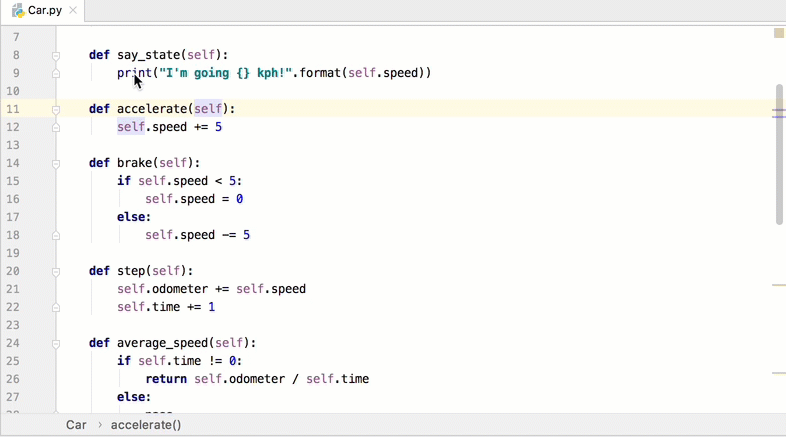 Car.py
7
8 def say_state(self):
9 print("I'm going {} kph!".format(self.speed))
10
11 def accelerate(self):
12 self.speed += 5
13
14 def brake(self):
15 if self.speed < 5:
16 self.speed = 0
17 else:
18 self.speed -= 5
19
20 def step(self):
21 self.odometer += self.speed
22 self.time += 1
23
24 def average_speed(self):
25 if self.time != 0:
26 return self.odometer / self.time
27 else:
Car › accelerate()